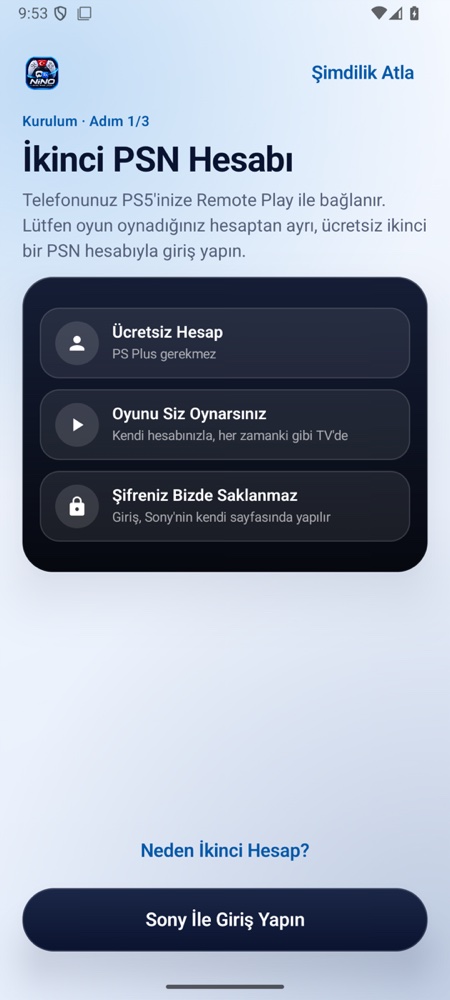 9:53
NiNO
Şimdilik Atla
Kurulum · Adım 1/3
İkinci PSN Hesabı
Telefonunuz PS5'inize Remote Play ile bağlanır.
Lütfen oyun oynadığınız hesaptan ayrı, ücretsiz ikinci
bir PSN hesabıyla giriş yapın.
Ücretsiz Hesap
PS Plus gerekmez
Oyunu Siz Oynarsınız
Kendi hesabınızla, her zamanki gibi TV'de
Şifreniz Bizde Saklanmaz
Giriş, Sony'nin kendi sayfasında yapılır
Neden İkinci Hesap?
Sony İle Giriş Yapın